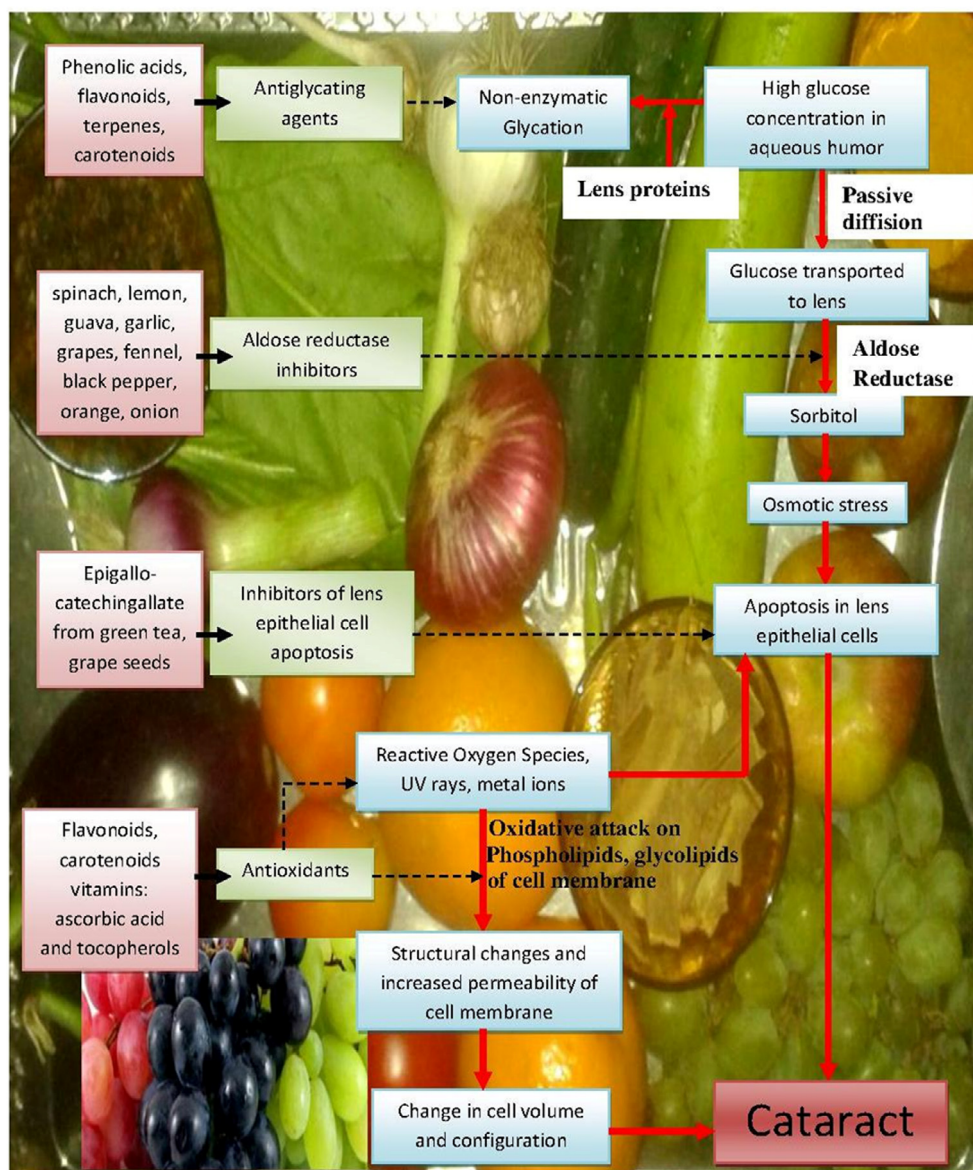 Phenolic acids,
flavonoids,
terpenes,
carotenoids
Antiglycating
agents
Non-enzymatic
Glycation
High glucose
concentration in
aqueous humor
Lens proteins
Passive
diffision
Glucose transported
to lens
spinach, lemon,
guava, garlic,
grapes, fennel,
black pepper,
orange, onion
Aldose reductase
inhibitors
Aldose
Reductase
Sorbitol
Osmotic stress
Epigallo-
catechingallate
from green tea,
grape seeds
Inhibitors of lens
epithelial cell
apoptosis
Apoptosis in lens
epithelial cells
Reactive Oxygen Species,
UV rays, metal ions
Oxidative attack on
Phospholipids, glycolipids
of cell membrane
Flavonoids,
carotenoids
vitamins:
ascorbic acid
and tocopherols
Antioxidants
Structural changes and
increased permeability of
cell membrane
Change in cell volume
and configuration
Cataract